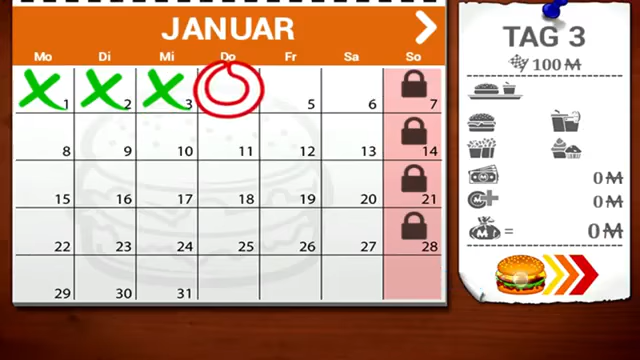 JANUAR
Mo Di Mi Do Fr Sa So
1 2 3 5 6 7
8 9 10 11 12 13 14
15 16 17 18 19 20 21
22 23 24 25 26 27 28
29 30 31
TAG 3
100 M
0 M
0 M
= 0 M